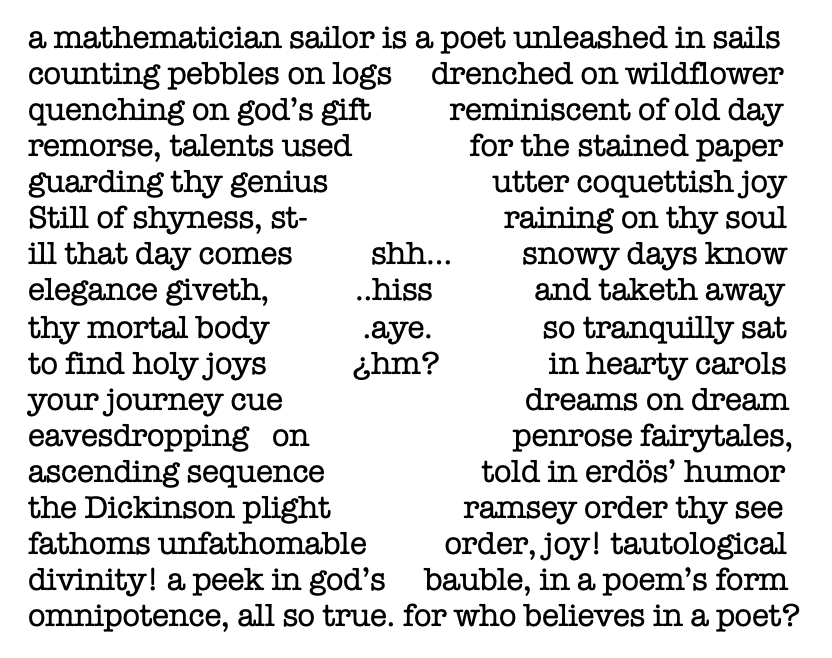 a mathematician sailor is a poet unleashed in sails
counting pebbles on logs drenched on wildflower
quenching on god’s gift reminiscent of old day
remorse, talents used for the stained paper
guarding thy genius utter coquettish joy
Still of shyness, st- raining on thy soul
ill that day comes shh... snowy days know
elegance giveth, ..hiss and taketh away
thy mortal body .aye. so tranquilly sat
to find holy joys ¿hm? in hearty carols
your journey cue dreams on dream
eavesdropping on penrose fairytales,
ascending sequence told in erdös’ humor
the Dickinson plight ramsey order thy see
fathoms unfathomable order, joy! tautological
divinity! a peek in god’s bauble, in a poem’s form
omnipotence, all so true. for who believes in a poet?